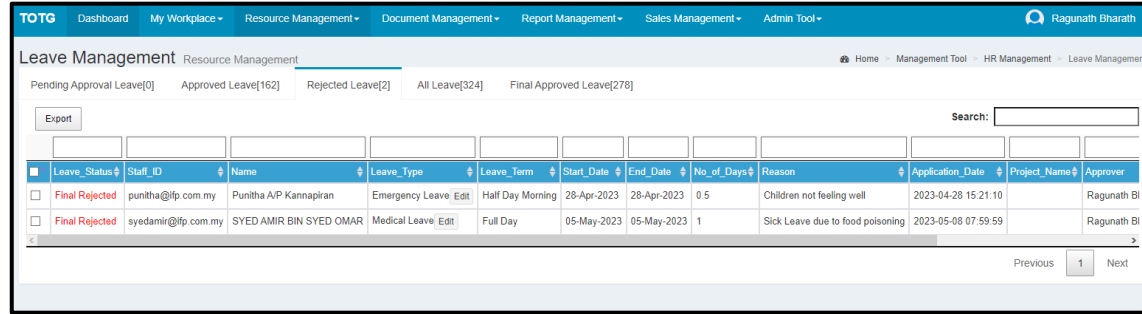 TOTG Dashboard My Workplace Resource Management Document Management Report Management Sales Management Admin Tool Ragunath Bharath
Leave Management Resource Management Home > Management Tool > HR Management > Leave Managemen
Pending Approval Leave[0] Approved Leave[162] Rejected Leave[2] All Leave[324] Final Approved Leave[278]
Export Search:
Leave_Status Staff_ID Name Leave_Type Leave_Term Start_Date End_Date No_of_Days Reason Application_Date Project_Name Approver
Final Rejected punitha@ifp.com.my Punitha A/P Kannapiran Emergency Leave Edit Half Day Morning 28-Apr-2023 28-Apr-2023 0.5 Children not feeling well 2023-04-28 15:21:10 Ragunath Bl
Final Rejected syedamir@ifp.com.my SYED AMIR BIN SYED OMAR Medical Leave Edit Full Day 05-May-2023 05-May-2023 1 Sick Leave due to food poisoning 2023-05-08 07:59:59 Ragunath Bl
Previous 1 Next